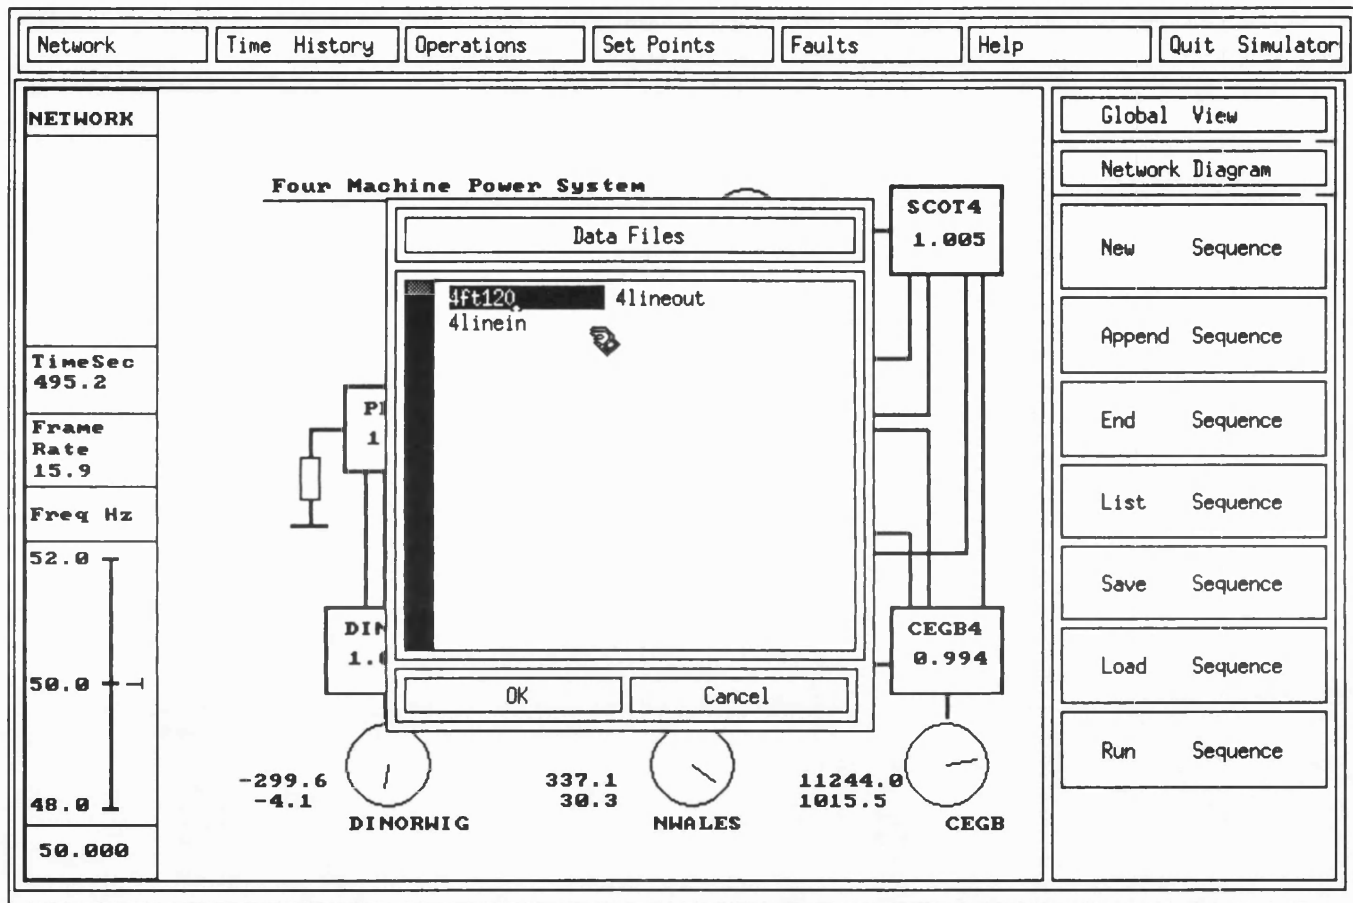 Network
Time History
Operations
Set Points
Faults
Help
Quit Simulator
NETWORK
TimeSec
495.2
Frame
Rate
15.9
Freq Hz
52.0
50.0
48.0
50.000
Four Machine Power System
SCOT4
1.005
DIN
CEGB4
0.994
-299.6
-4.1
DINORWIG
337.1
30.3
NWALES
11244.0
1015.5
CEGB
Data Files
4ft120
4lineout
4linein
OK
Cancel
Global View
Network Diagram
New Sequence
Append Sequence
End Sequence
List Sequence
Save Sequence
Load Sequence
Run Sequence